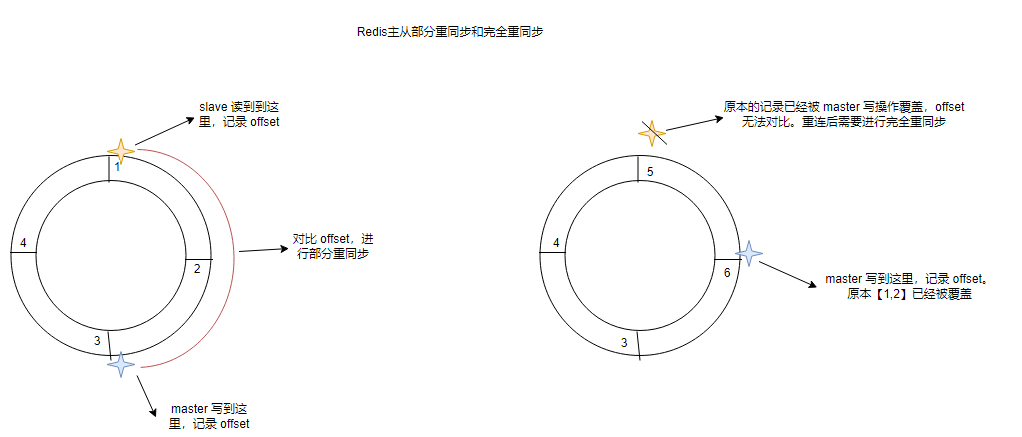 Redis主从部分重同步和完全重同步
slave 读到到这
里，记录 offset
1
4
2
3
对比 offset，进
行部分重同步
master 写到这
里，记录 offset
原本的记录已经被 master 写操作覆盖，offset
无法对比。重连后需要进行完全重同步
5
4
6
3
master 写到这里，记录 offset。
原本【1,2】已经被覆盖